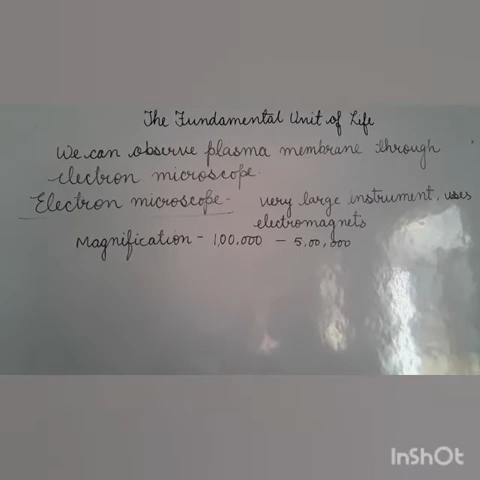 The Fundamental Unit of Life
We can observe plasma membrane through
electron microscope.
Electron microscope - very large instrument, uses
electromagnets
Magnification - 1,00,000 - 5,00,000
InShOt